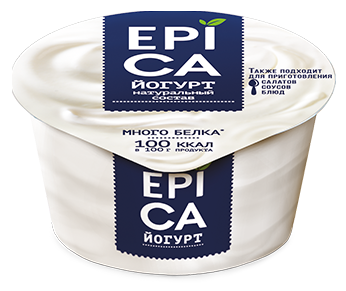 EPI
CA
ЙОГУРТ
натуральный
состав
Также подходит
для приготовления
салатов
соусов
блюд
МНОГО БЕЛКА*
100 ККАЛ
в 100 г продукта
EPI
CA
ЙОГУРТ